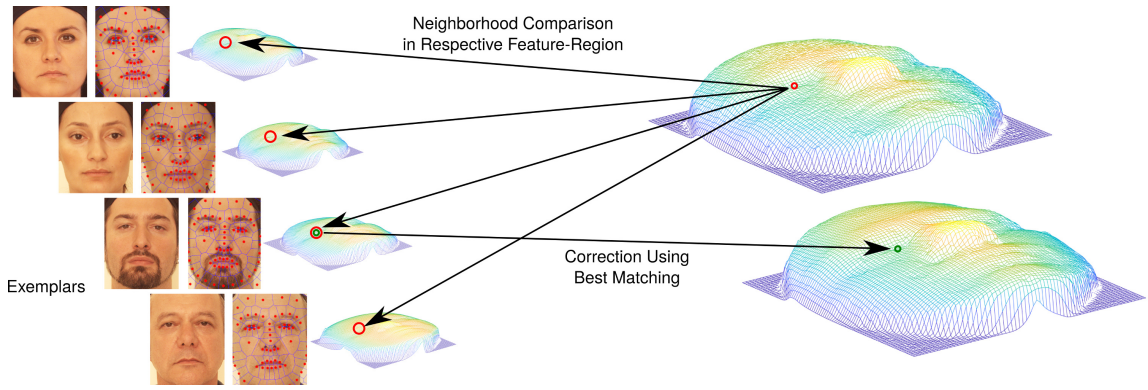 Neighborhood Comparison
in Respective Feature-Region
Correction Using
Best Matching
Exemplars